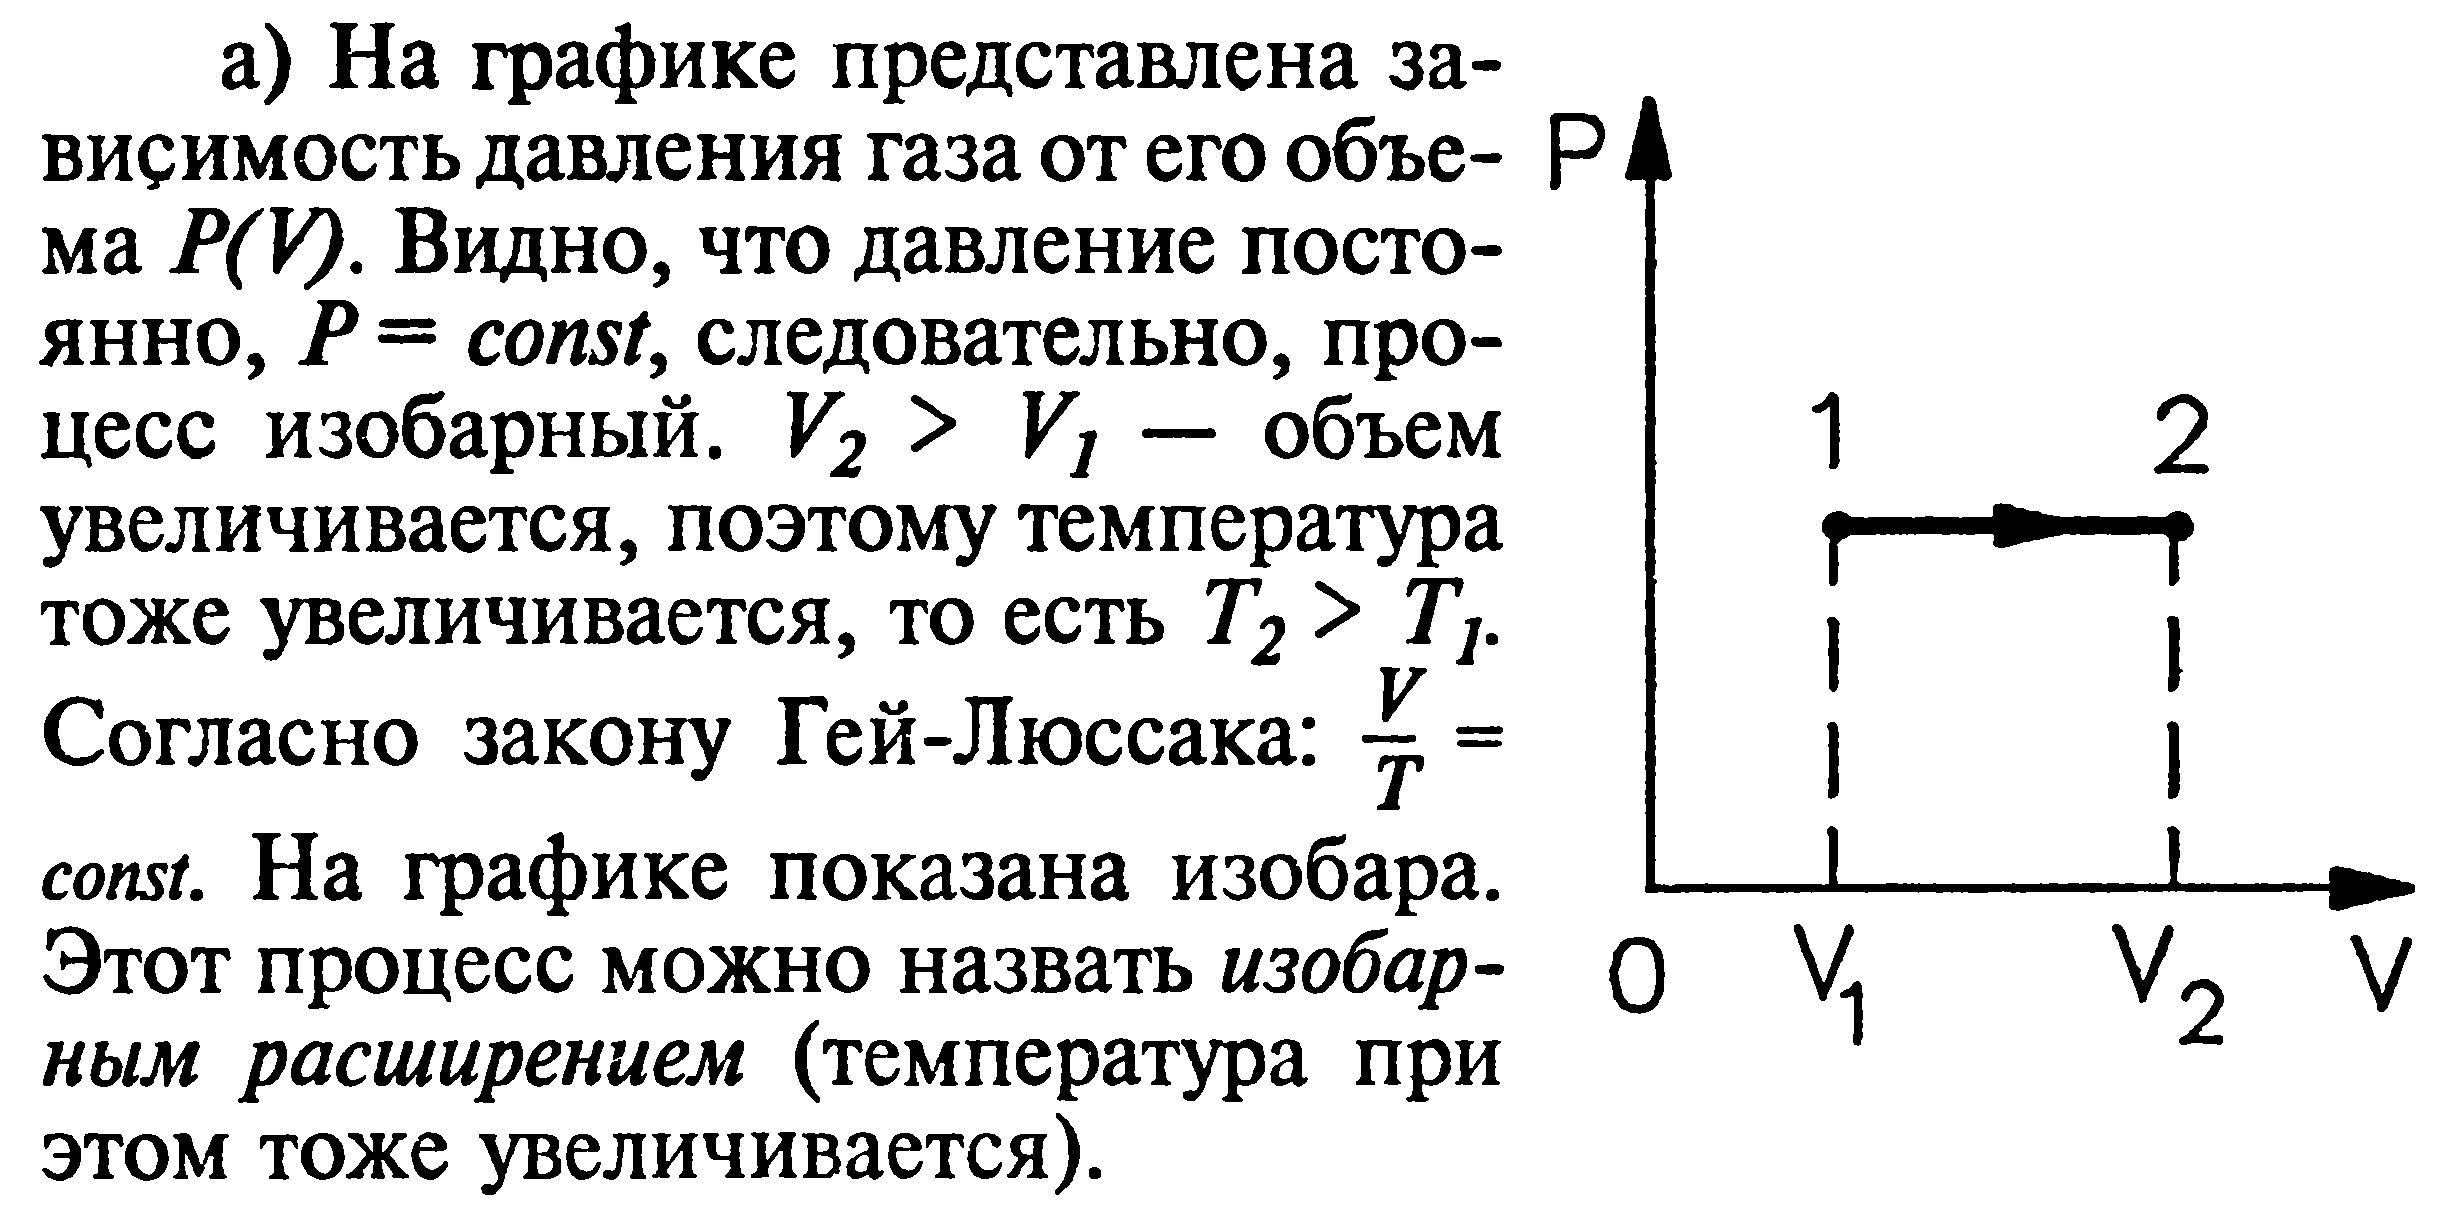 а) На графике представлена за-
висимость давления газа от его объе-
ма P(V). Видно, что давление посто-
янно, P = const, следовательно, про-
цесс изобарный. V₂ > V₁ — объем
увеличивается, поэтому температура
тоже увеличивается, то есть T₂ > T₁.
Согласно закону Гей-Люссака: V/T =
const. На графике показана изобара.
Этот процесс можно назвать изобар-
ным расширением (температура при
этом тоже увеличивается).
P
1 2
0 V₁ V₂ V